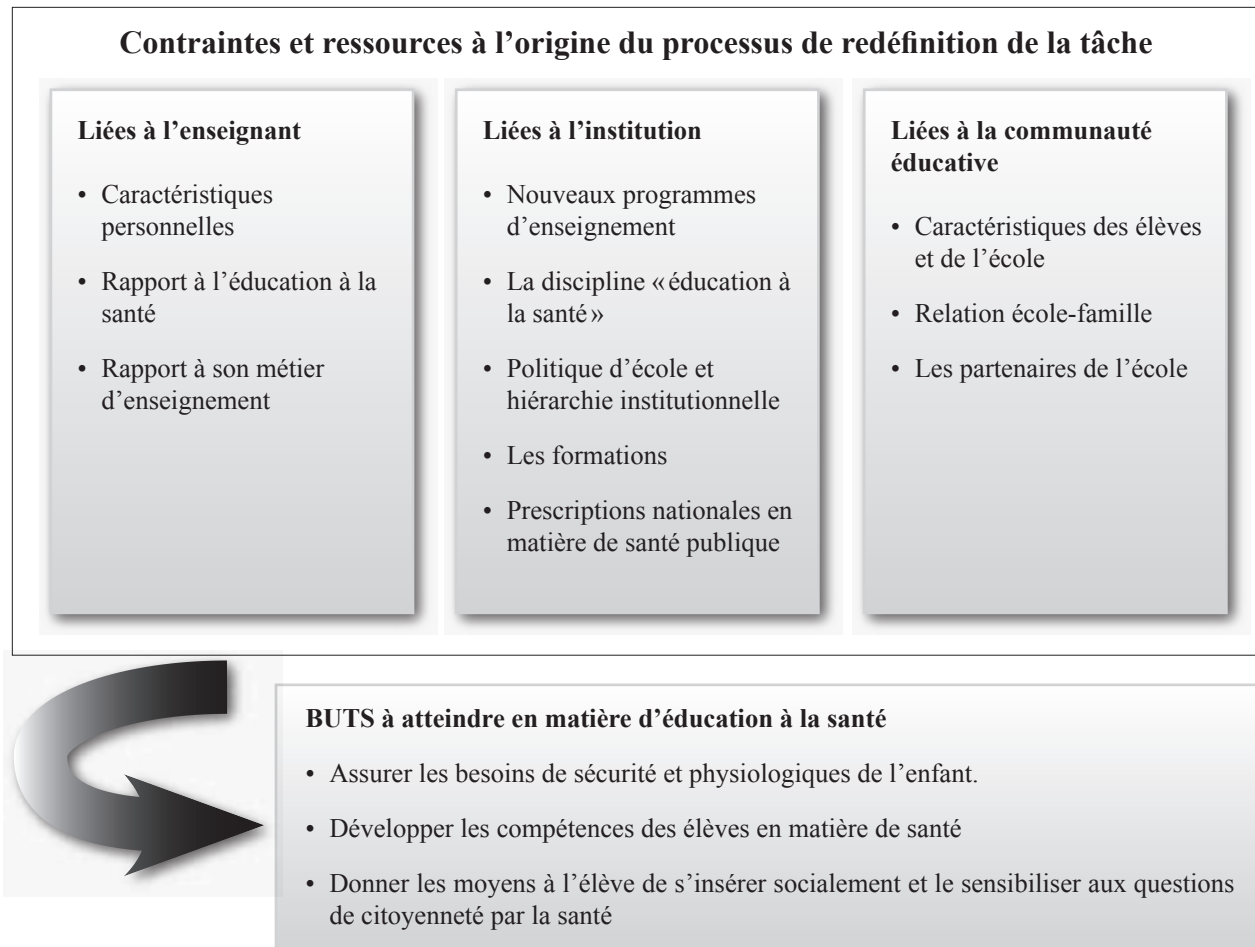 Contraintes et ressources à l’origine du processus de redéfinition de la tâche
Liées à l’enseignant
• Caractéristiques
personnelles
• Rapport à l’éducation à la
santé
• Rapport à son métier
d’enseignement
Liées à l’institution
• Nouveaux programmes
d’enseignement
• La discipline «éducation à
la santé»
• Politique d’école et
hiérarchie institutionnelle
• Les formations
• Prescriptions nationales en
matière de santé publique
Liées à la communauté
éducative
• Caractéristiques des élèves
et de l’école
• Relation école-famille
• Les partenaires de l’école
BUTS à atteindre en matière d’éducation à la santé
• Assurer les besoins de sécurité et physiologiques de l’enfant.
• Développer les compétences des élèves en matière de santé
• Donner les moyens à l’élève de s’insérer socialement et le sensibiliser aux questions
de citoyenneté par la santé